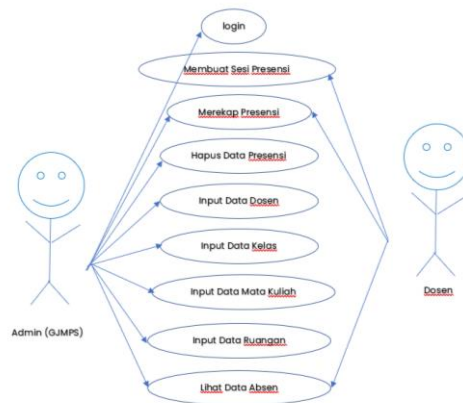 login
Membuat Sesi Presensi
Merekap Presensi
Hapus Data Presensi
Input Data Dosen
Input Data Kelas
Input Data Mata Kuliah
Input Data Ruangan
Lihat Data Absen
Admin (GJMPS)
Dosen